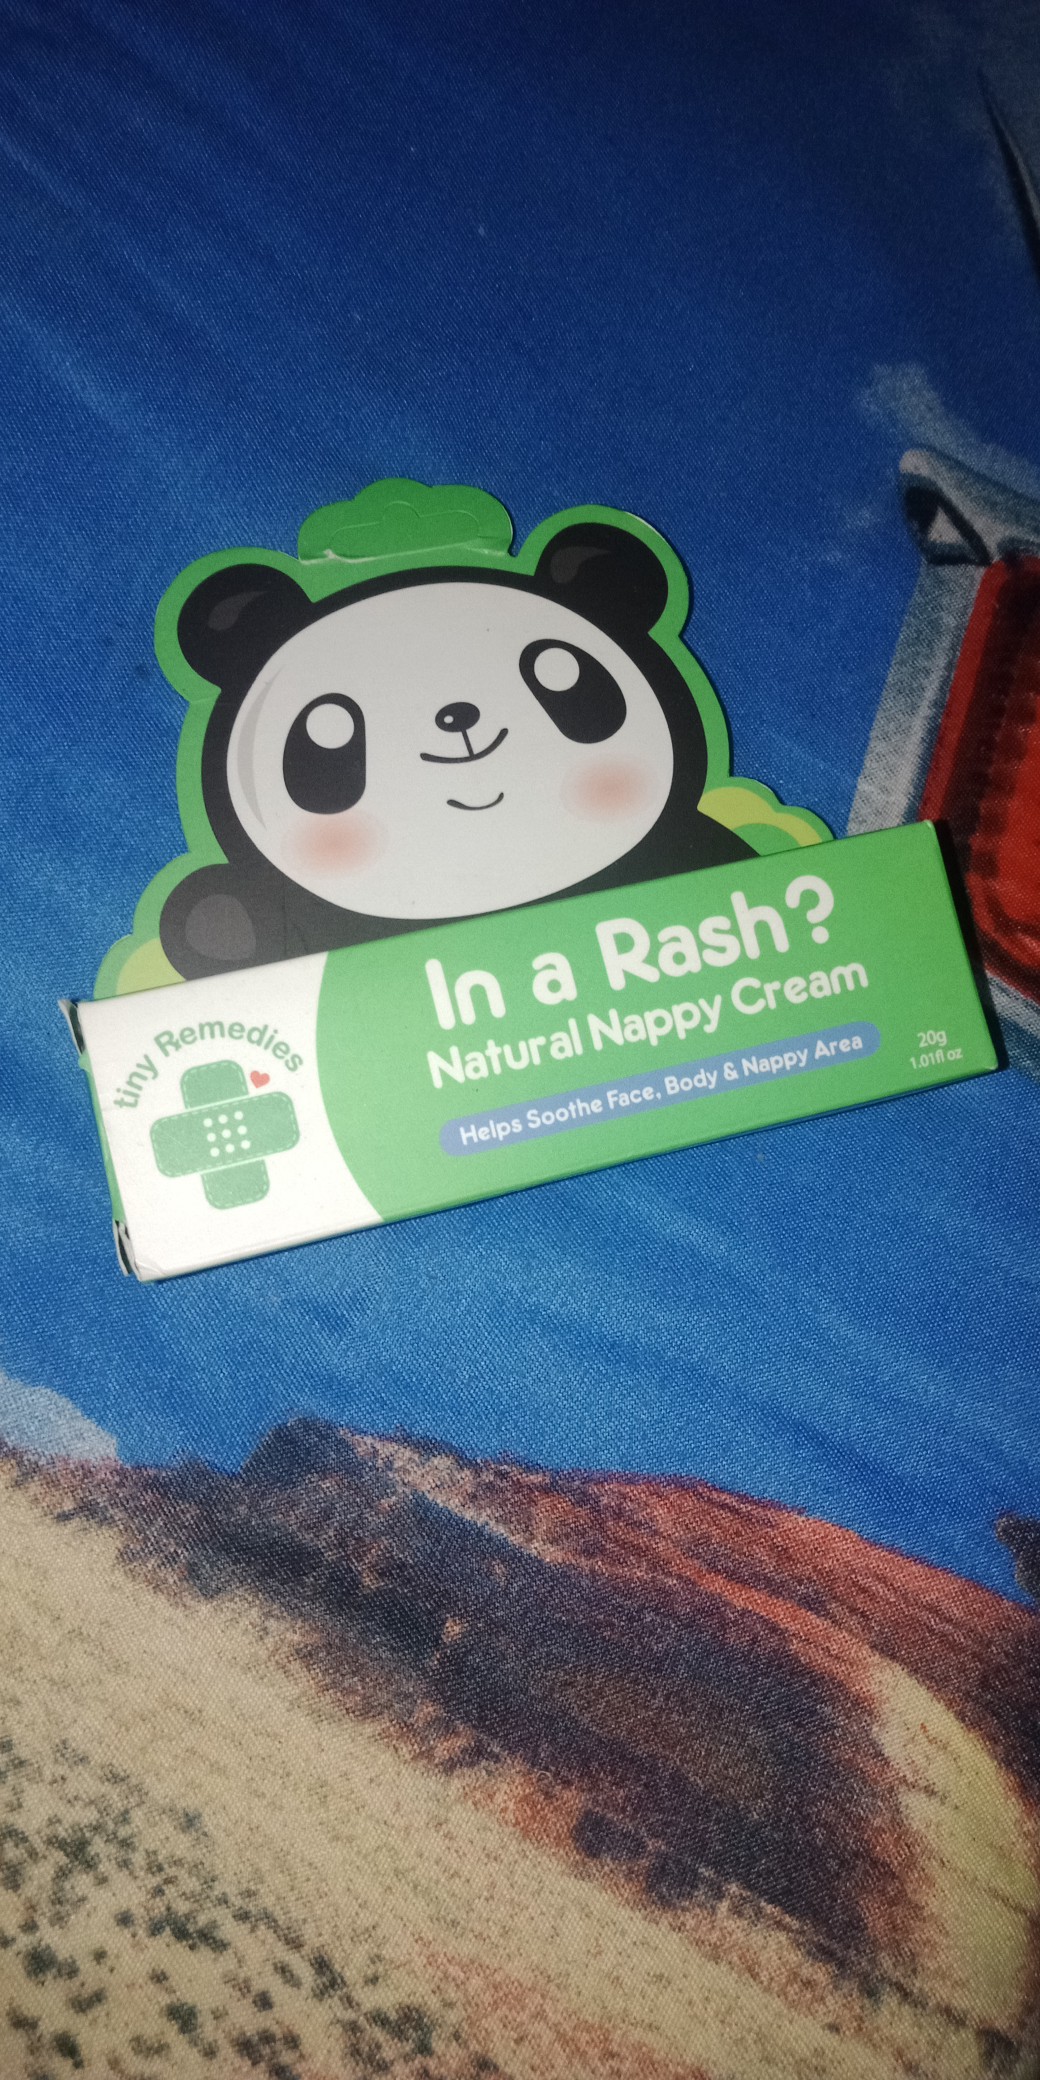 tiny Remedies
In a Rash?
Natural Nappy Cream
Helps Soothe Face, Body & Nappy Area
20g
1.01fl oz